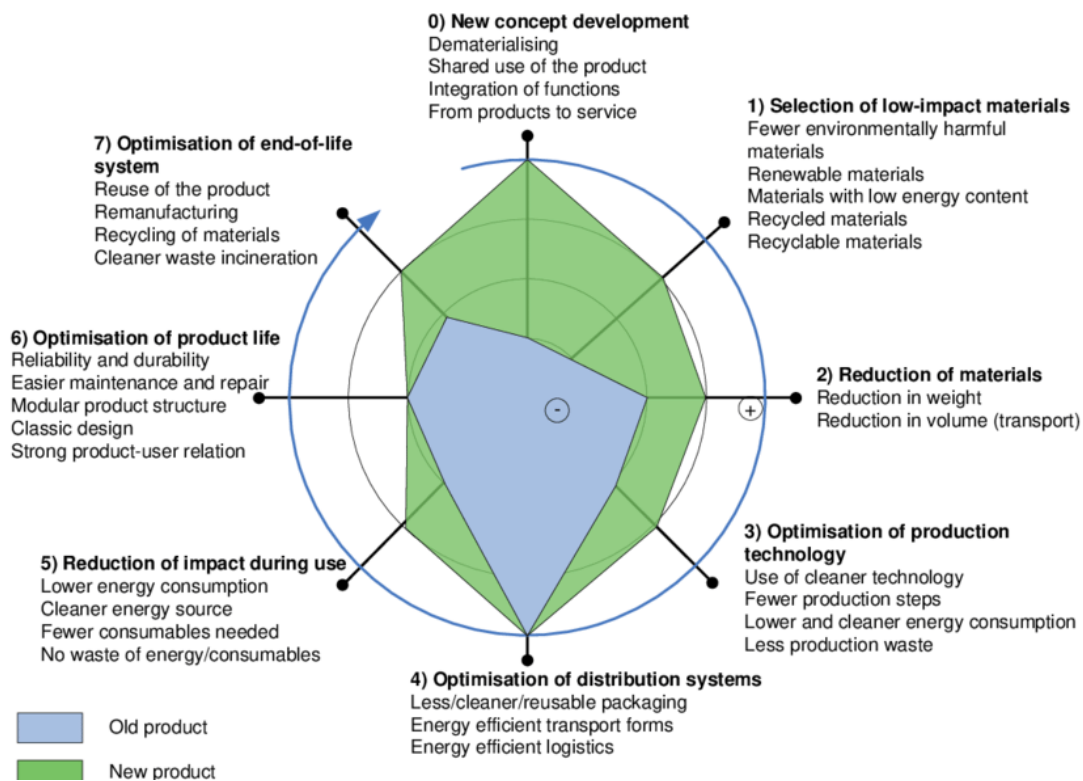 0) New concept development
Dematerialising
Shared use of the product
Integration of functions
From products to service
1) Selection of low-impact materials
Fewer environmentally harmful
materials
Renewable materials
Materials with low energy content
Recycled materials
Recyclable materials
2) Reduction of materials
Reduction in weight
Reduction in volume (transport)
3) Optimisation of production
technology
Use of cleaner technology
Fewer production steps
Lower and cleaner energy consumption
Less production waste
4) Optimisation of distribution systems
Less/cleaner/reusable packaging
Energy efficient transport forms
Energy efficient logistics
5) Reduction of impact during use
Lower energy consumption
Cleaner energy source
Fewer consumables needed
No waste of energy/consumables
6) Optimisation of product life
Reliability and durability
Easier maintenance and repair
Modular product structure
Classic design
Strong product-user relation
7) Optimisation of end-of-life
system
Reuse of the product
Remanufacturing
Recycling of materials
Cleaner waste incineration
-
+
Old product
New product